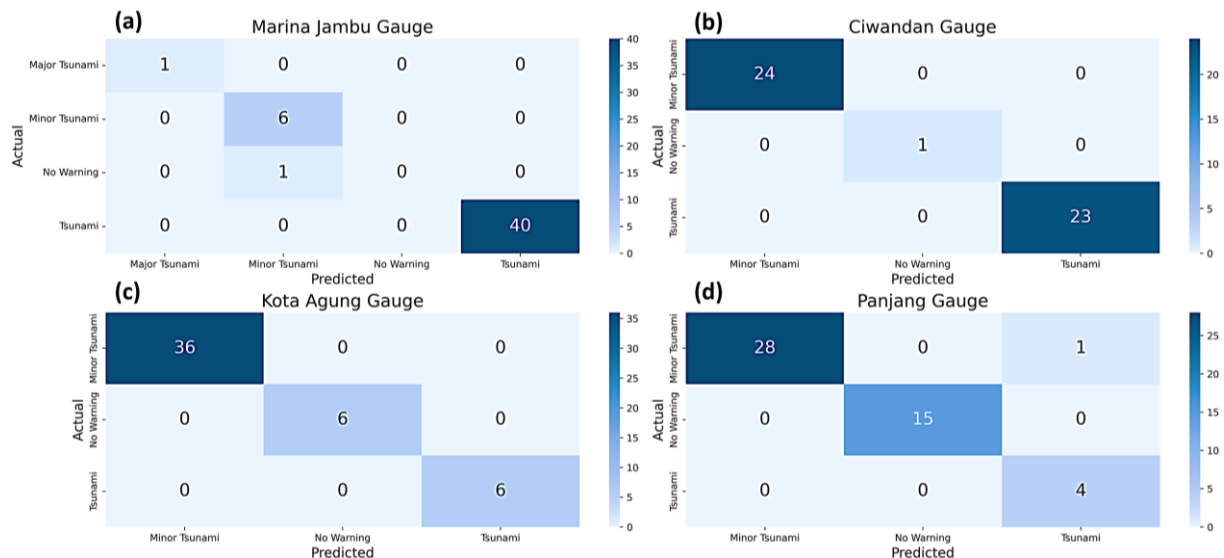 (a)
Marina Jambu Gauge
Actual
Major Tsunami
1 0 0 0
Minor Tsunami
0 6 0 0
No Warning
0 1 0 0
Tsunami
0 0 0 40
Major Tsunami Minor Tsunami No Warning Tsunami
Predicted
40
35
30
25
20
15
10
5
0
(b)
Ciwandan Gauge
Actual
Minor Tsunami
24 0 0
No Warning
0 1 0
Tsunami
0 0 23
Minor Tsunami No Warning Tsunami
Predicted
20
15
10
5
0
(c)
Kota Agung Gauge
Actual
Minor Tsunami
36 0 0
No Warning
0 6 0
Tsunami
0 0 6
Minor Tsunami No Warning Tsunami
Predicted
35
30
25
20
15
10
5
0
(d)
Panjang Gauge
Actual
Minor Tsunami
28 0 1
No Warning
0 15 0
Tsunami
0 0 4
Minor Tsunami No Warning Tsunami
Predicted
25
20
15
10
5
0